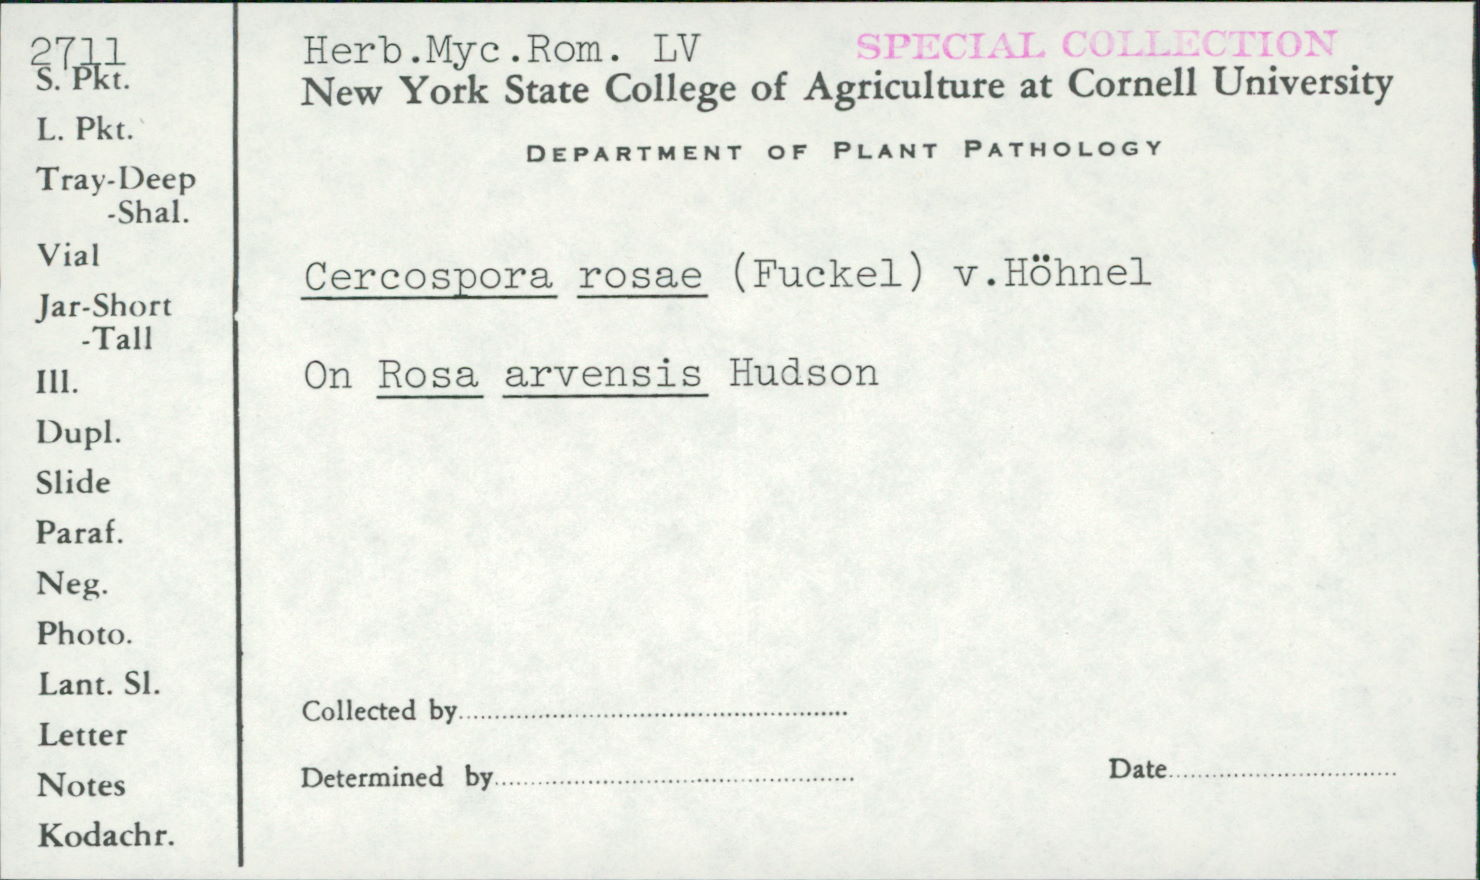 2711
S. Pkt.
L. Pkt.
Tray-Deep
-Shal.
Vial
Jar-Short
-Tall
Ill.
Dupl.
Slide
Paraf.
Neg.
Photo.
Lant. Sl.
Letter
Notes
Kodachr.
Herb.Myc.Rom. LV
SPECIAL COLLECTION
New York State College of Agriculture at Cornell University
DEPARTMENT OF PLANT PATHOLOGY
Cercospora rosae (Fuckel) v.Höhnel
On Rosa arvensis Hudson
Collected by
Determined by
Date